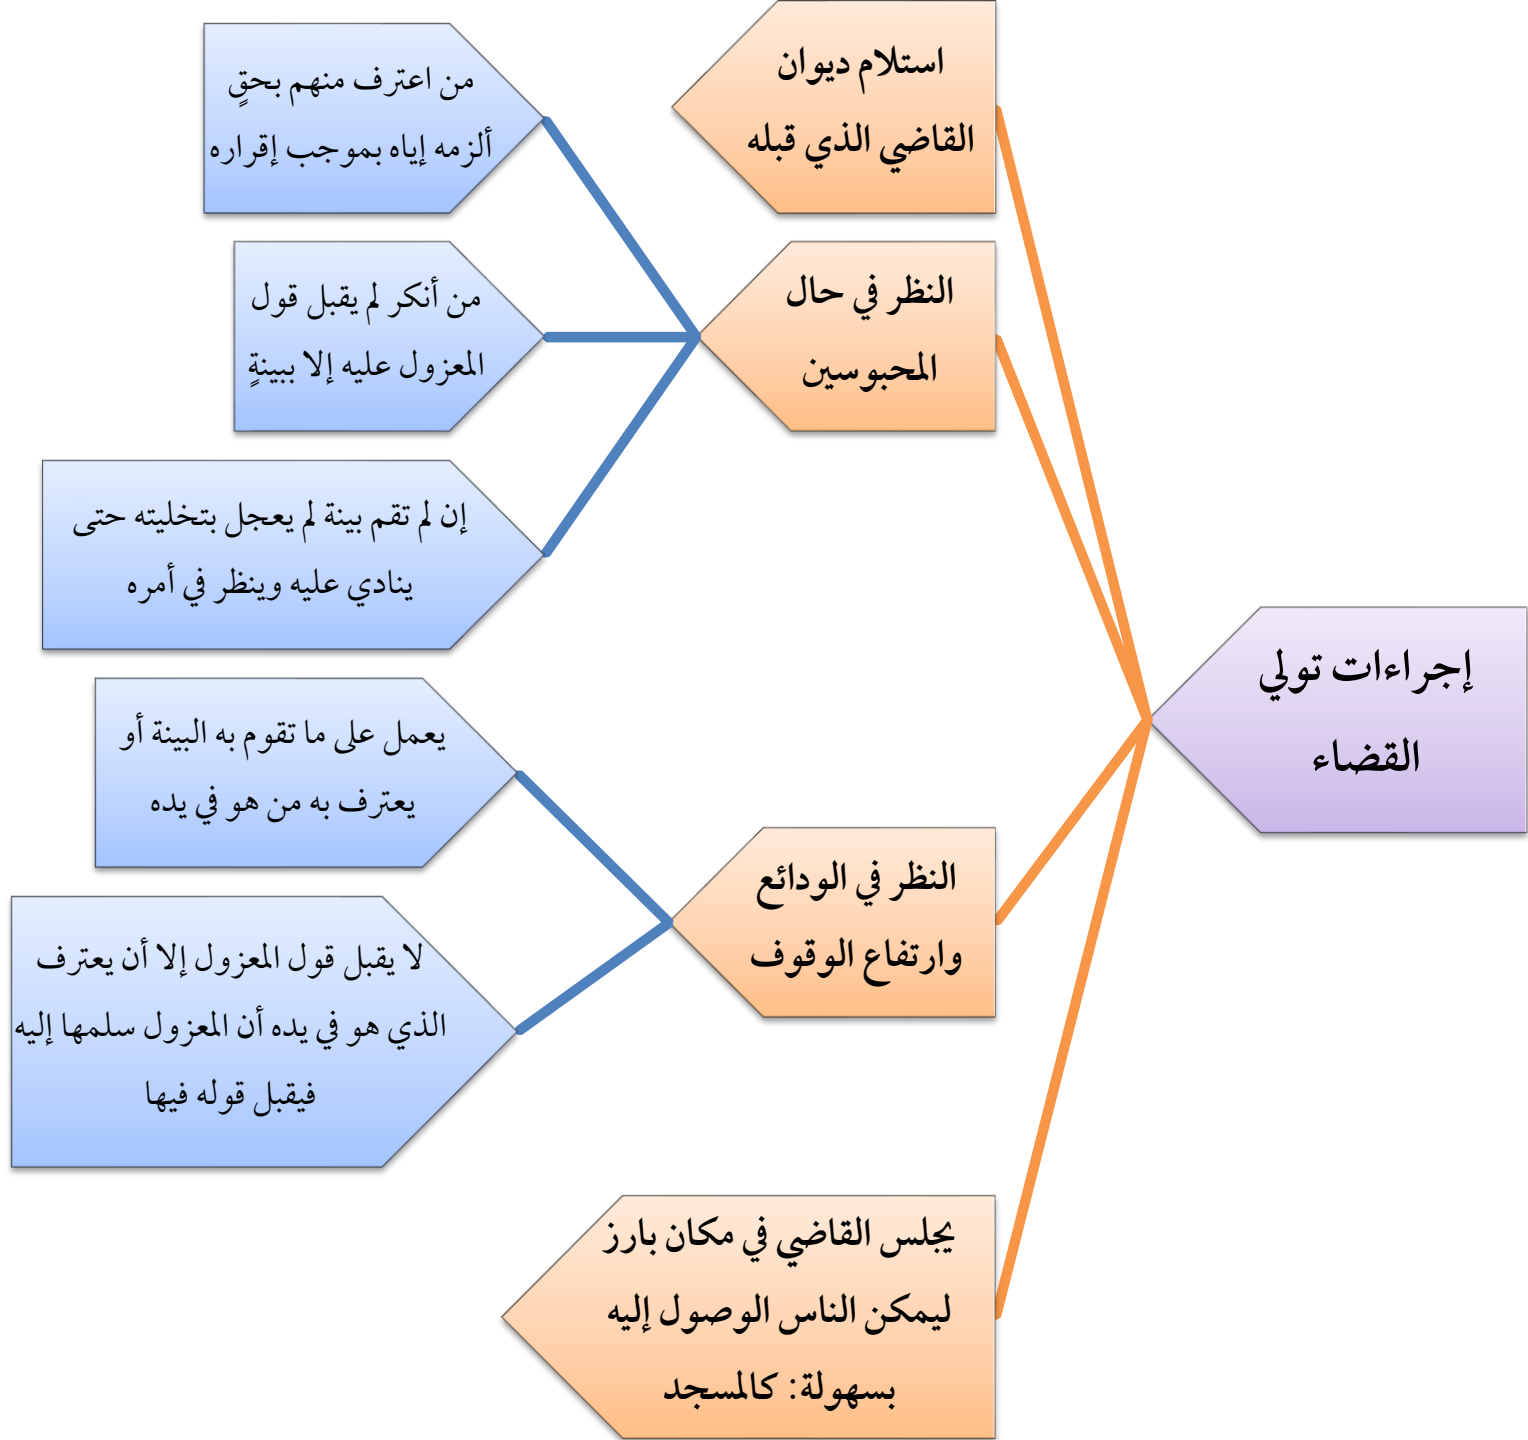 إجراءات تولي
القضاء
استلام ديوان
القاضي الذي قبله
النظر في حال
المحبوسين
من اعترف منهم بحقٍ
ألزمه إياه بموجب إقراره
من أنكر لم يقبل قول
المعزول عليه إلا ببينةٍ
إن لم تقم بينة لم يعجل بتخليته حتى
ينادي عليه وينظر في أمره
النظر في الودائع
وارتفاع الوقوف
يعمل على ما تقوم به البينة أو
يعترف به من هو في يده
لا يقبل قول المعزول إلا أن يعترف
الذي هو في يده أن المعزول سلمها إليه
فيقبل قوله فيها
يجلس القاضي في مكان بارز
ليمكن الناس الوصول إليه
بسهولة: كالمسجد